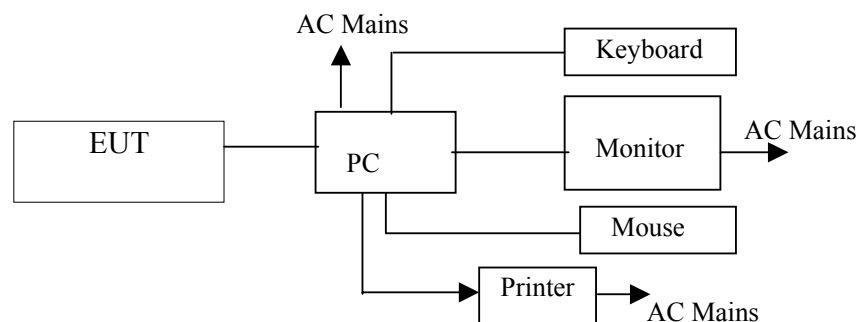 AC Mains
Keyboard
EUT
PC
Monitor
AC Mains
Mouse
Printer
AC Mains